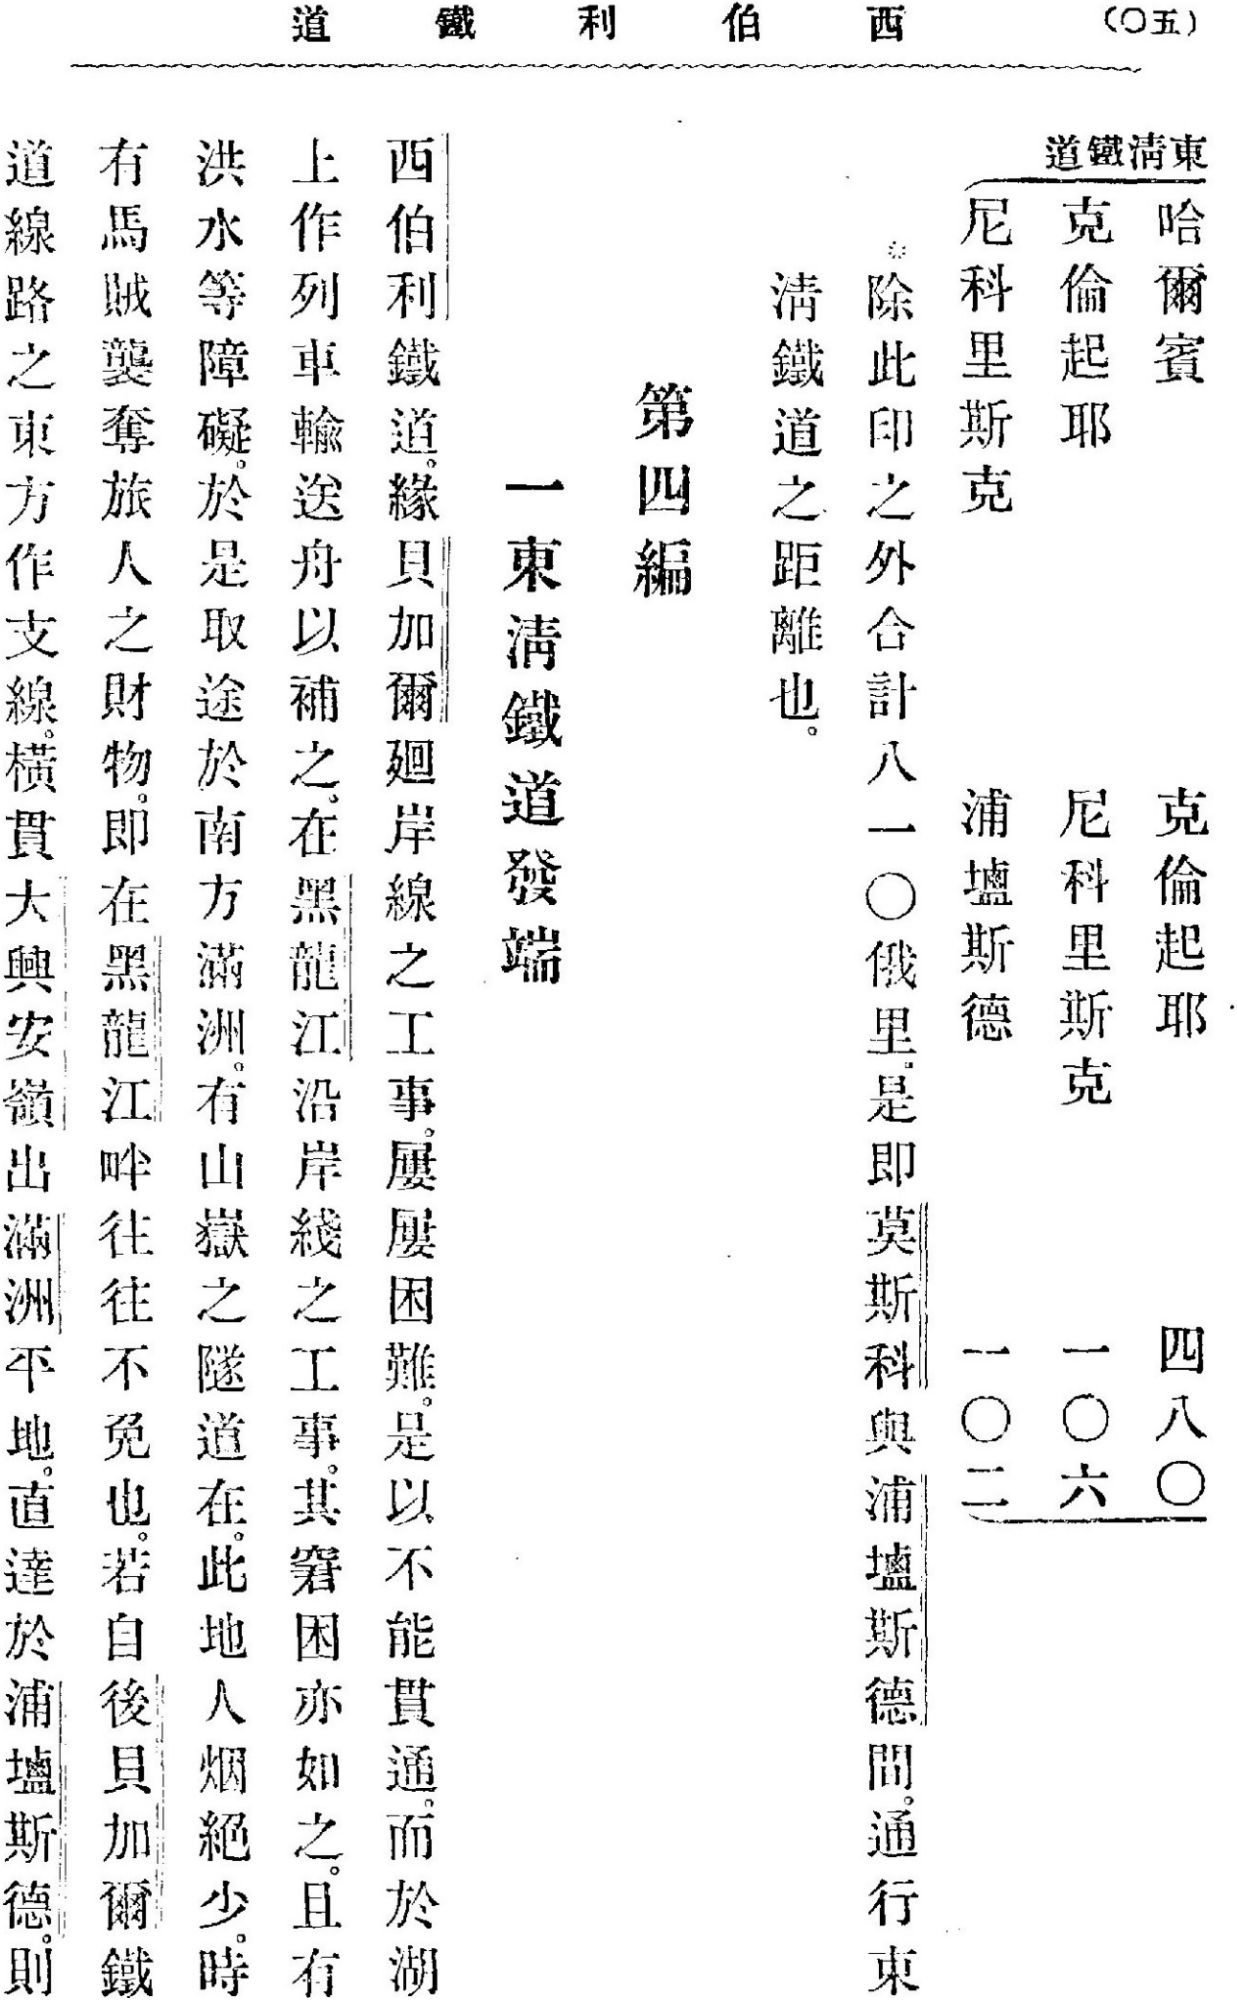 (五〇)
西伯利鐵道
東淸鐵道
哈爾賓 克倫起耶 四八〇
克倫起耶 尼科里斯克 一〇六
尼科里斯克 浦壚斯德 一〇二
※除此印之外合計八一〇俄里。是即莫斯科與浦壚斯德間。通行東
淸鐵道之距離也。
第四編
一東淸鐵道發端
西伯利鐵道。緣貝加爾廻岸線之工事。屢屢困難。是以不能貫通。而於湖
上作列車輸送舟以補之。在黑龍江沿岸綫之工事。其窘困亦如之。且有
洪水等障礙。於是取途於南方滿洲。有山嶽之隧道在。此地人烟絕少。時
有馬賊襲奪旅人之財物。即在黑龍江畔往往不免也。若自後貝加爾鐵
道線路之東方作支線。橫貫大興安嶺出滿洲平地。直達於浦壚斯德。則